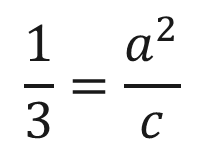 1/3 = a²/c